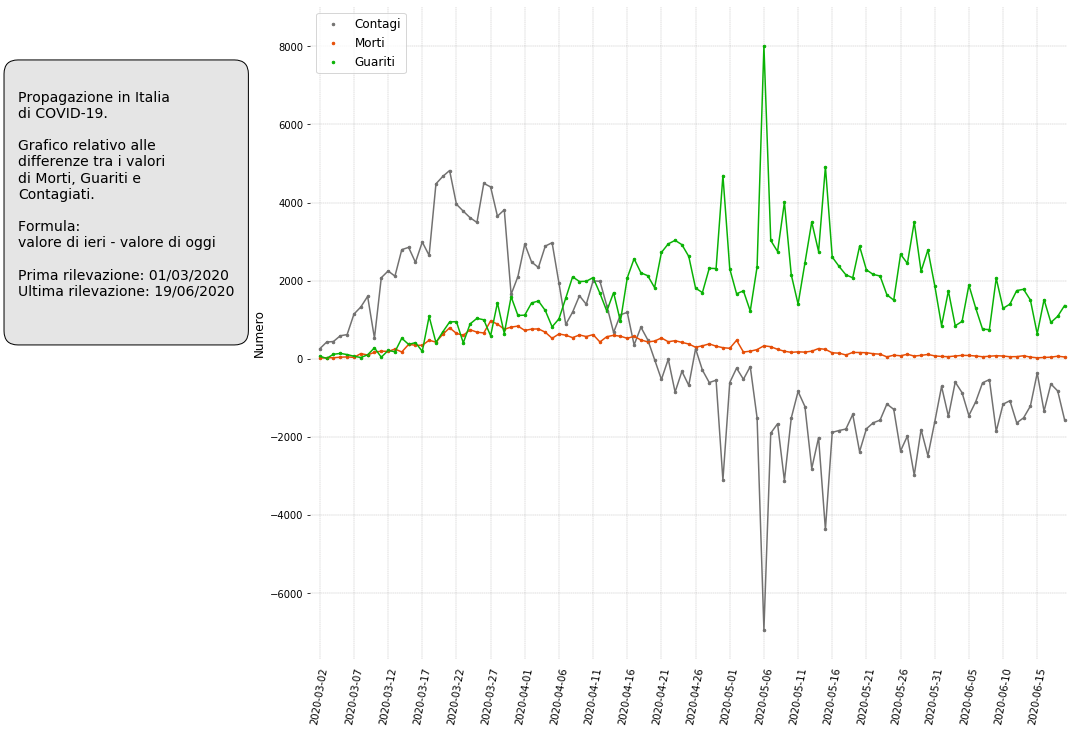 Propagazione in Italia
di COVID-19.
Grafico relativo alle
differenze tra i valori
di Morti, Guariti e
Contagiati.
Formula:
valore di ieri - valore di oggi
Prima rilevazione: 01/03/2020
Ultima rilevazione: 19/06/2020
Contagi
Morti
Guariti
Numero
8000
6000
4000
2000
0
−2000
−4000
−6000
2020-03-02
2020-03-07
2020-03-12
2020-03-17
2020-03-22
2020-03-27
2020-04-01
2020-04-06
2020-04-11
2020-04-16
2020-04-21
2020-04-26
2020-05-01
2020-05-06
2020-05-11
2020-05-16
2020-05-21
2020-05-26
2020-05-31
2020-06-05
2020-06-10
2020-06-15